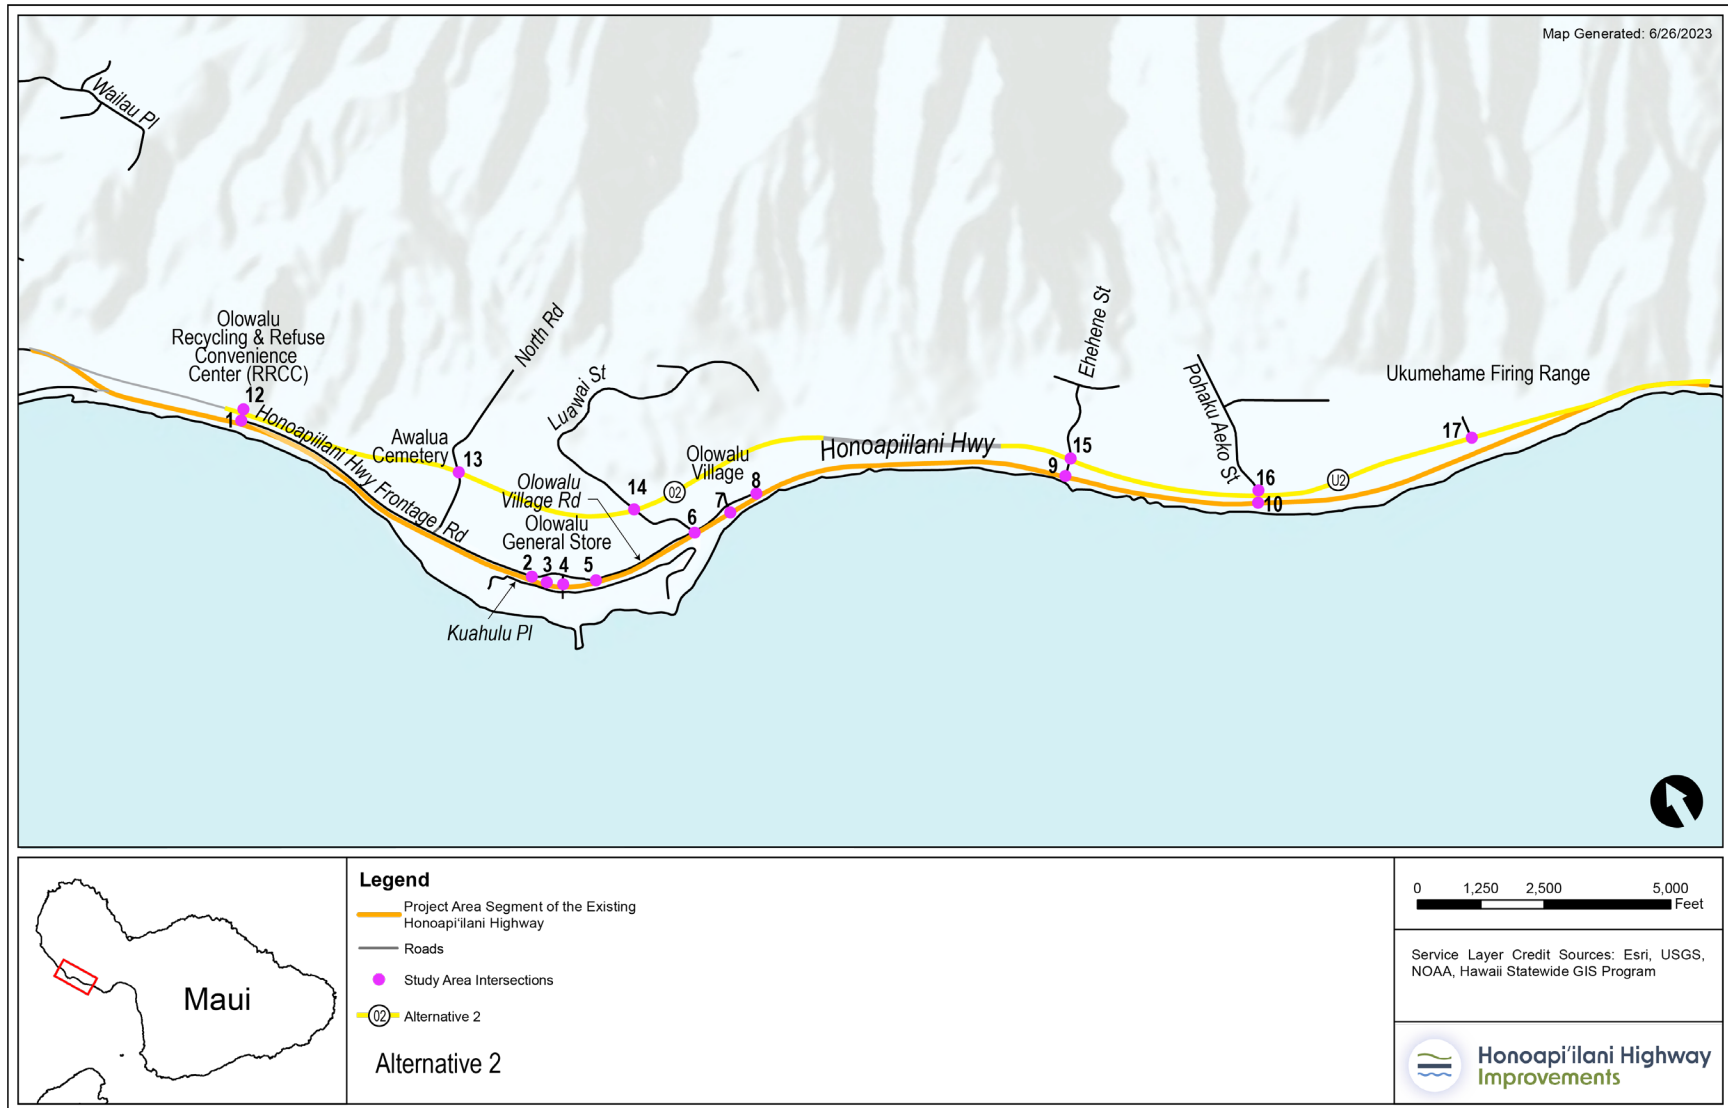 Map Generated: 6/26/2023
Wailau Pl
Olowalu
Recycling & Refuse
Convenience
Center (RRCC)
12
1
Honoapiilani Hwy Frontage Rd
Awalua
Cemetery
13
North Rd
Luawai St
14
02
Olowalu
Village Rd
Olowalu
Village
Olowalu
General Store
2
3
4
5
6
7
8
Kuahulu Pl
Honoapiilani Hwy
Ehehene St
15
9
Pohaku Aeko St
16
10
U2
17
Ukumehame Firing Range
Maui
Legend
Project Area Segment of the Existing
Honoapiʻilani Highway
Roads
Study Area Intersections
02 Alternative 2
Alternative 2
0 1,250 2,500 5,000
Feet
Service Layer Credit Sources: Esri, USGS,
NOAA, Hawaii Statewide GIS Program
Honoapiʻilani Highway
Improvements